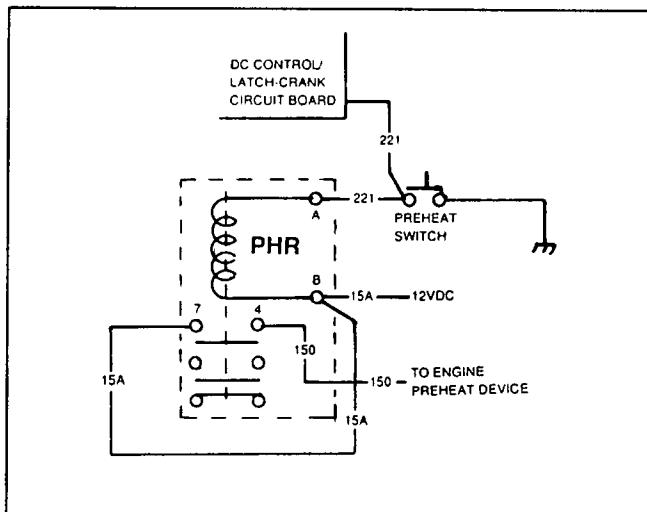 DC CONTROL/
LATCH-CRANK
CIRCUIT BOARD
221
A
221
PREHEAT
SWITCH
PHR
B
15A
12VDC
7
4
150
15A
150
TO ENGINE
PREHEAT DEVICE
15A